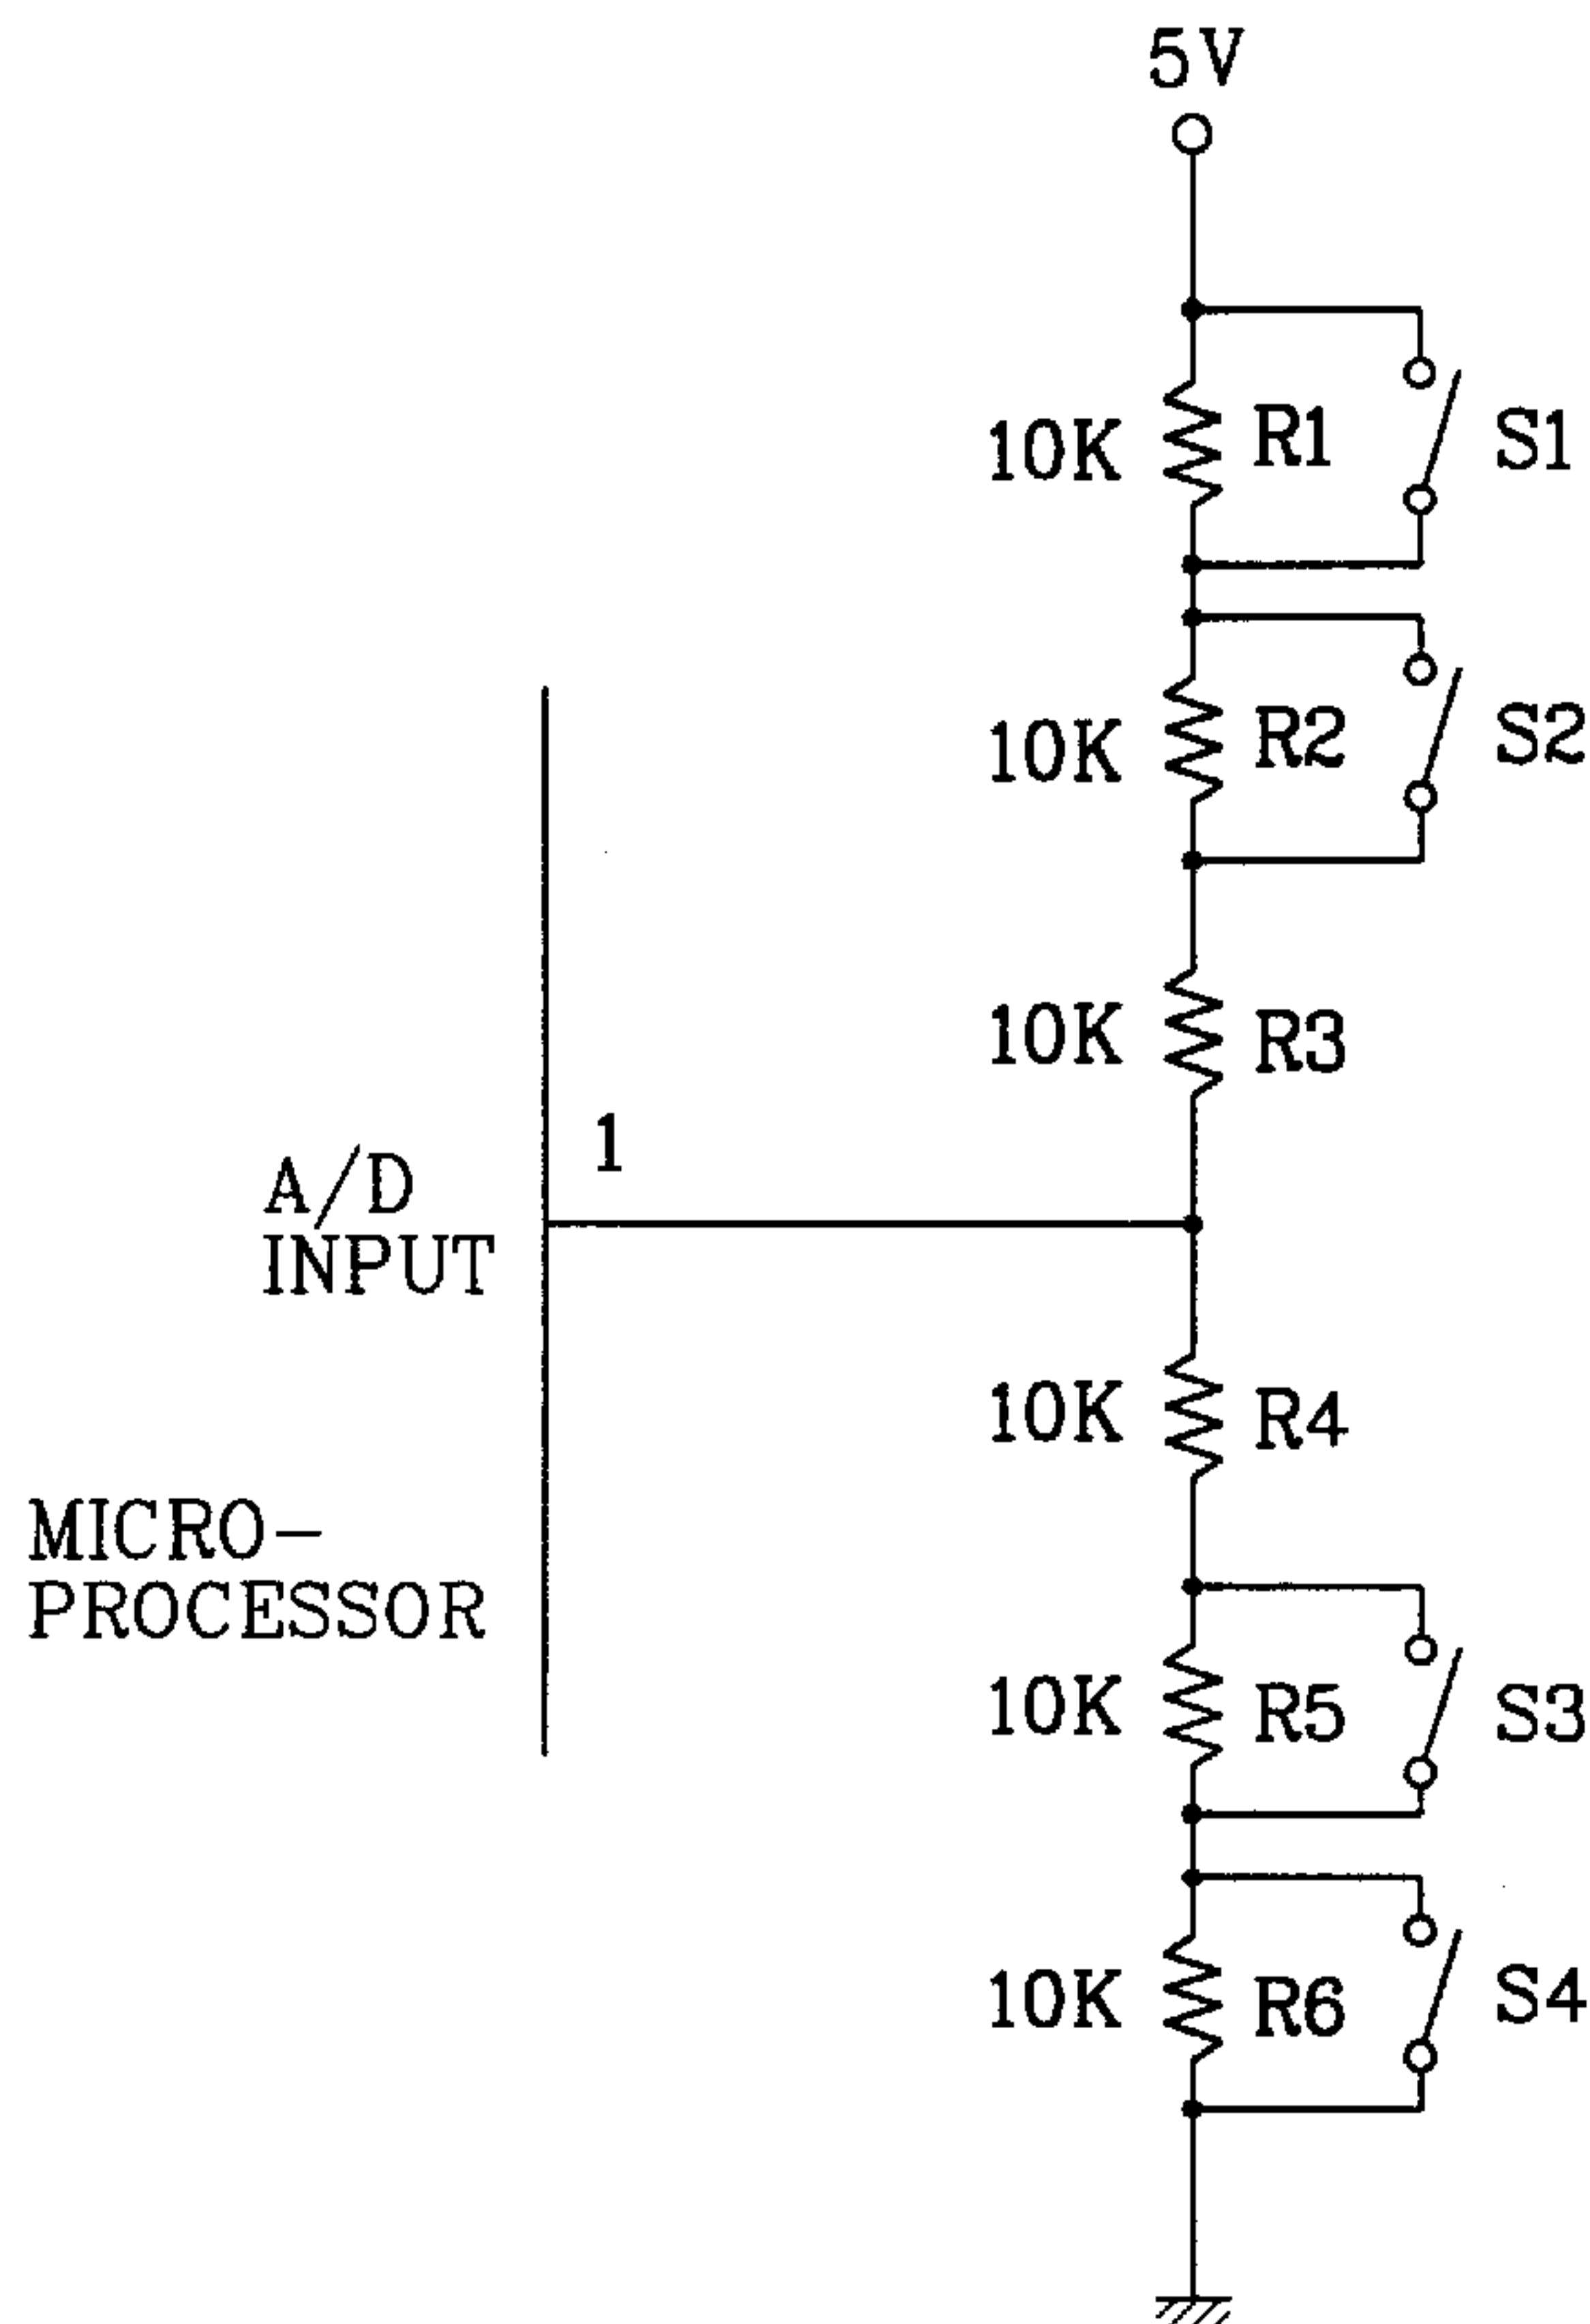 5V
10K R1 S1
10K R2 S2
10K R3
1
A/D
INPUT
10K R4
MICRO-
PROCESSOR
10K R5 S3
10K R6 S4